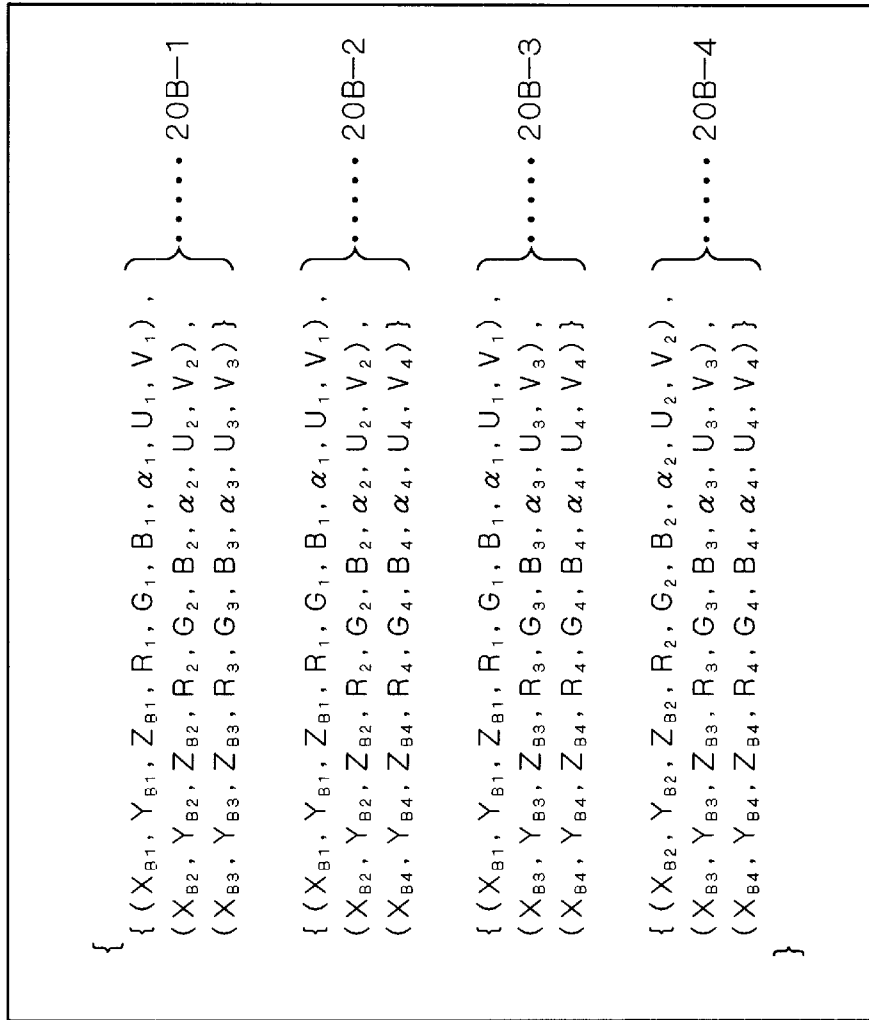 {
{ (X_B1, Y_B1, Z_B1, R_1, G_1, B_1, α_1, U_1, V_1),
(X_B2, Y_B2, Z_B2, R_2, G_2, B_2, α_2, U_2, V_2), } ...... 20B—1
(X_B3, Y_B3, Z_B3, R_3, G_3, B_3, α_3, U_3, V_3) }
{ (X_B1, Y_B1, Z_B1, R_1, G_1, B_1, α_1, U_1, V_1),
(X_B2, Y_B2, Z_B2, R_2, G_2, B_2, α_2, U_2, V_2), } ...... 20B—2
(X_B4, Y_B4, Z_B4, R_4, G_4, B_4, α_4, U_4, V_4) }
{ (X_B1, Y_B1, Z_B1, R_1, G_1, B_1, α_1, U_1, V_1),
(X_B3, Y_B3, Z_B3, R_3, G_3, B_3, α_3, U_3, V_3), } ...... 20B—3
(X_B4, Y_B4, Z_B4, R_4, G_4, B_4, α_4, U_4, V_4) }
{ (X_B2, Y_B2, Z_B2, R_2, G_2, B_2, α_2, U_2, V_2),
(X_B3, Y_B3, Z_B3, R_3, G_3, B_3, α_3, U_3, V_3), } ...... 20B—4
(X_B4, Y_B4, Z_B4, R_4, G_4, B_4, α_4, U_4, V_4) }
}